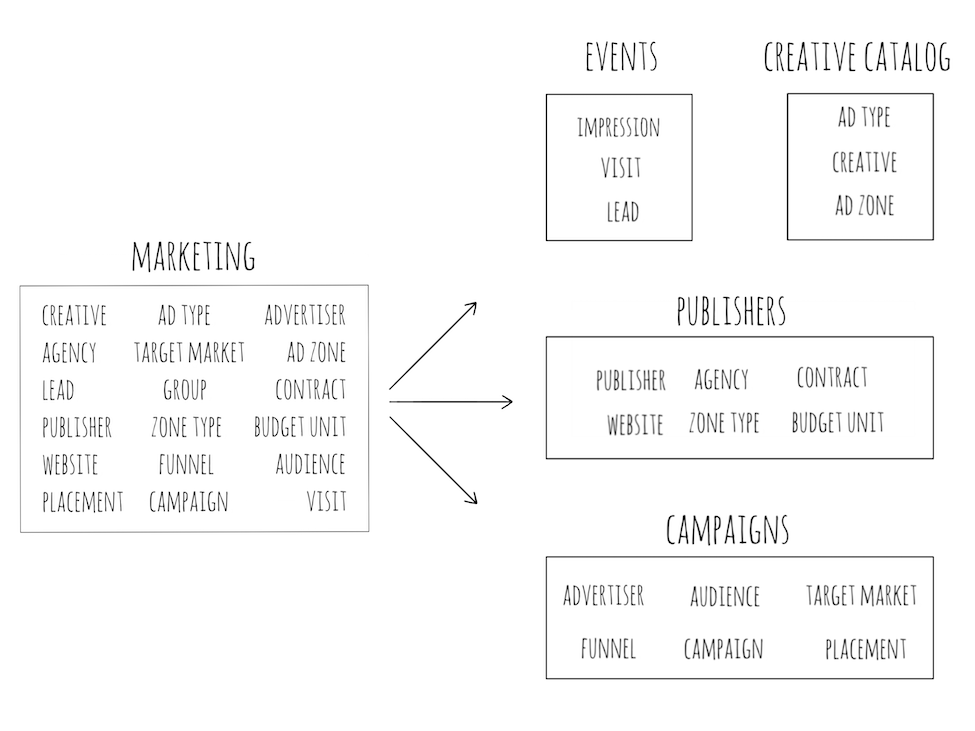 EVENTS
CREATIVE CATALOG
IMPRESSION
VISIT
LEAD
AD TYPE
CREATIVE
AD ZONE
MARKETING
CREATIVE AD TYPE ADVERTISER
AGENCY TARGET MARKET AD ZONE
LEAD GROUP CONTRACT
PUBLISHER ZONE TYPE BUDGET UNIT
WEBSITE FUNNEL AUDIENCE
PLACEMENT CAMPAIGN VISIT
PUBLISHERS
PUBLISHER AGENCY CONTRACT
WEBSITE ZONE TYPE BUDGET UNIT
CAMPAIGNS
ADVERTISER AUDIENCE TARGET MARKET
FUNNEL CAMPAIGN PLACEMENT